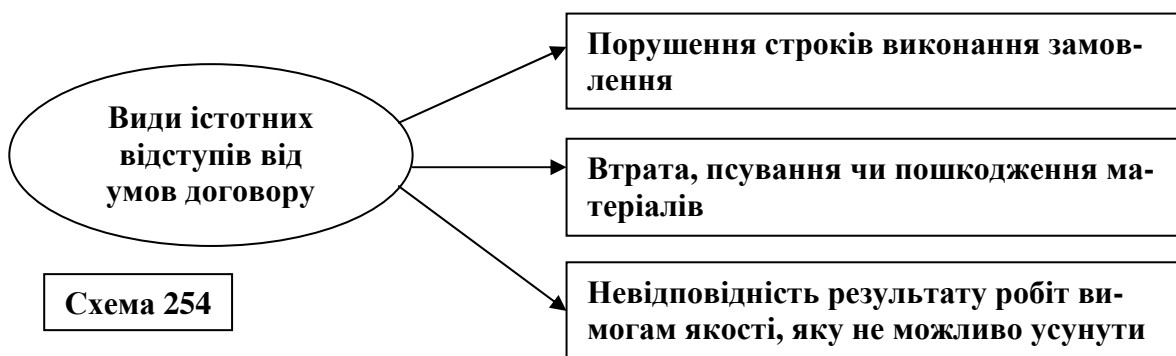 Види істотних
відступів від
умов договору
Порушення строків виконання замов-
лення
Втрата, псування чи пошкодження ма-
теріалів
Невідповідність результату робіт ви-
могам якості, яку не можливо усунути
Схема 254